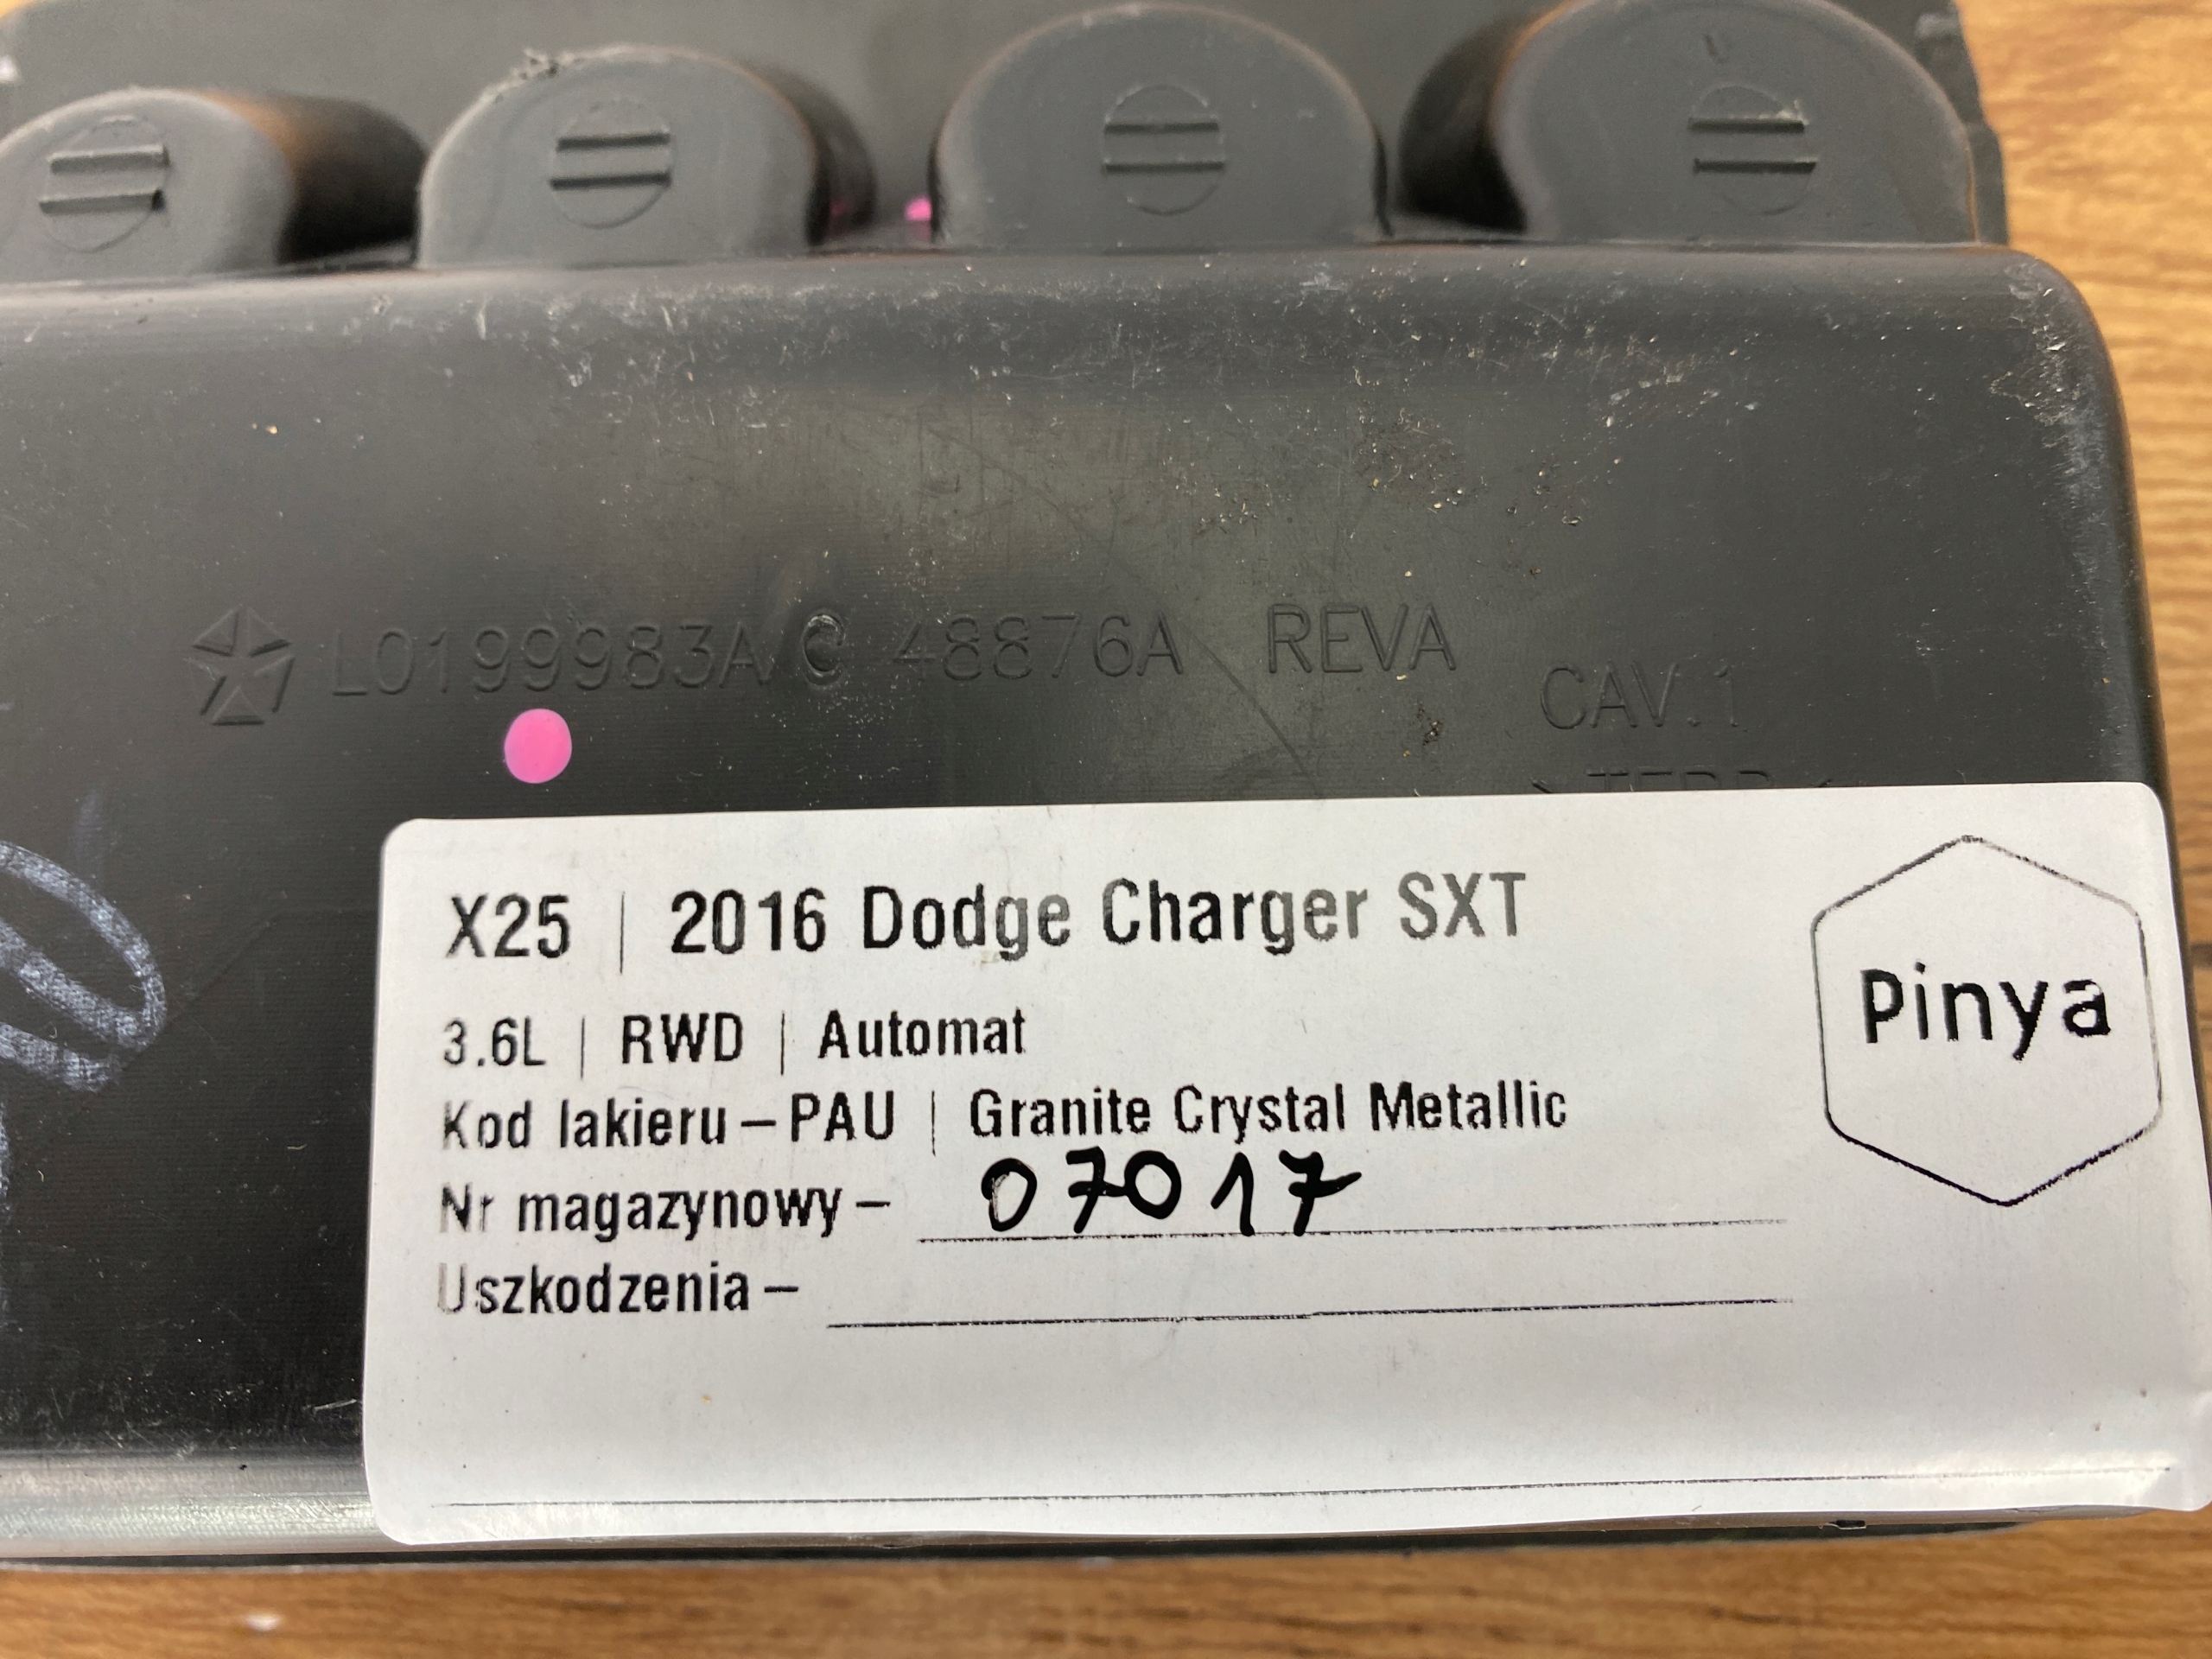 L0199983A/C 48876A REVA
CAV.1
X25 | 2016 Dodge Charger SXT
Pinya
3.6L | RWD | Automat
Kod lakieru – PAU | Granite Crystal Metallic
Nr magazynowy – 07017
Uszkodzenia –